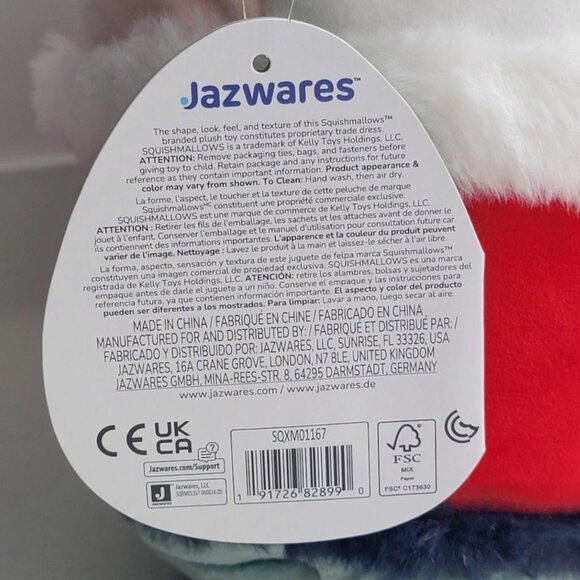 Jazwares™
The shape, look, feel, and texture of this Squishmallows™
branded plush toy constitutes proprietary trade dress.
SQUISHMALLOWS is a trademark of Kelly Toys Holdings, LLC.
ATTENTION: Remove packaging ties, bags, and fasteners before
giving toy to child. Retain package and any instructions for future
reference as they contain important information. Product appearance &
color may vary from shown. To Clean: Hand wash, then air dry.
La forme, l'aspect, le toucher et la texture de cette peluche de marque
Squishmallowsᴹᶜ constituent une propriété commerciale exclusive.
SQUISHMALLOWS est une marque de commerce de Kelly Toys Holdings, LLC.
ATTENTION : Retirer les fils de l'emballage, les sachets et les attaches avant de donner le
jouet à l'enfant. Conserver l'emballage et le manuel d'utilisation pour consultation future car
ils contiennent des informations importantes. L'apparence et la couleur du produit peuvent
varier de l'image. Nettoyage : Lavez le produit à la main et laissez-le sécher à l'air libre.
La forma, aspecto, sensación y textura de este juguete de felpa marca Squishmallows™
constituyen una imagen comercial de propiedad exclusiva. SQUISHMALLOWS es una marca
registrada de Kelly Toys Holdings, LLC. ATENCIÓN: retire los alambres, bolsas y sujetadores del
empaque antes de darle el juguete a un niño. Conserve el empaque y las instrucciones para
referencia futura, ya que contienen información importante. El aspecto y color del producto
pueden ser diferentes a los mostrados. Para limpiar: Lavar a mano, luego secar al aire.
MADE IN CHINA / FABRIQUÉ EN CHINE / FABRICADO EN CHINA
MANUFACTURED FOR AND DISTRIBUTED BY: / FABRIQUÉ ET DISTRIBUÉ PAR: /
FABRICADO Y DISTRIBUIDO POR: JAZWARES, LLC, SUNRISE, FL 33326, USA
JAZWARES, 16A CRANE GROVE, LONDON, N7 8LE, UNITED KINGDOM
JAZWARES GMBH, MINA-REES-STR. 8, 64295 DARMSTADT, GERMANY
www.jazwares.com / www.jazwares.de
CE UK
CA
Jazwares.com/Support
Jazwares, LLC
SQXM01167-060824-ZD
SQXM01167
1 91726 82899 0
FSC
MIX
Paper
FSC® C173630